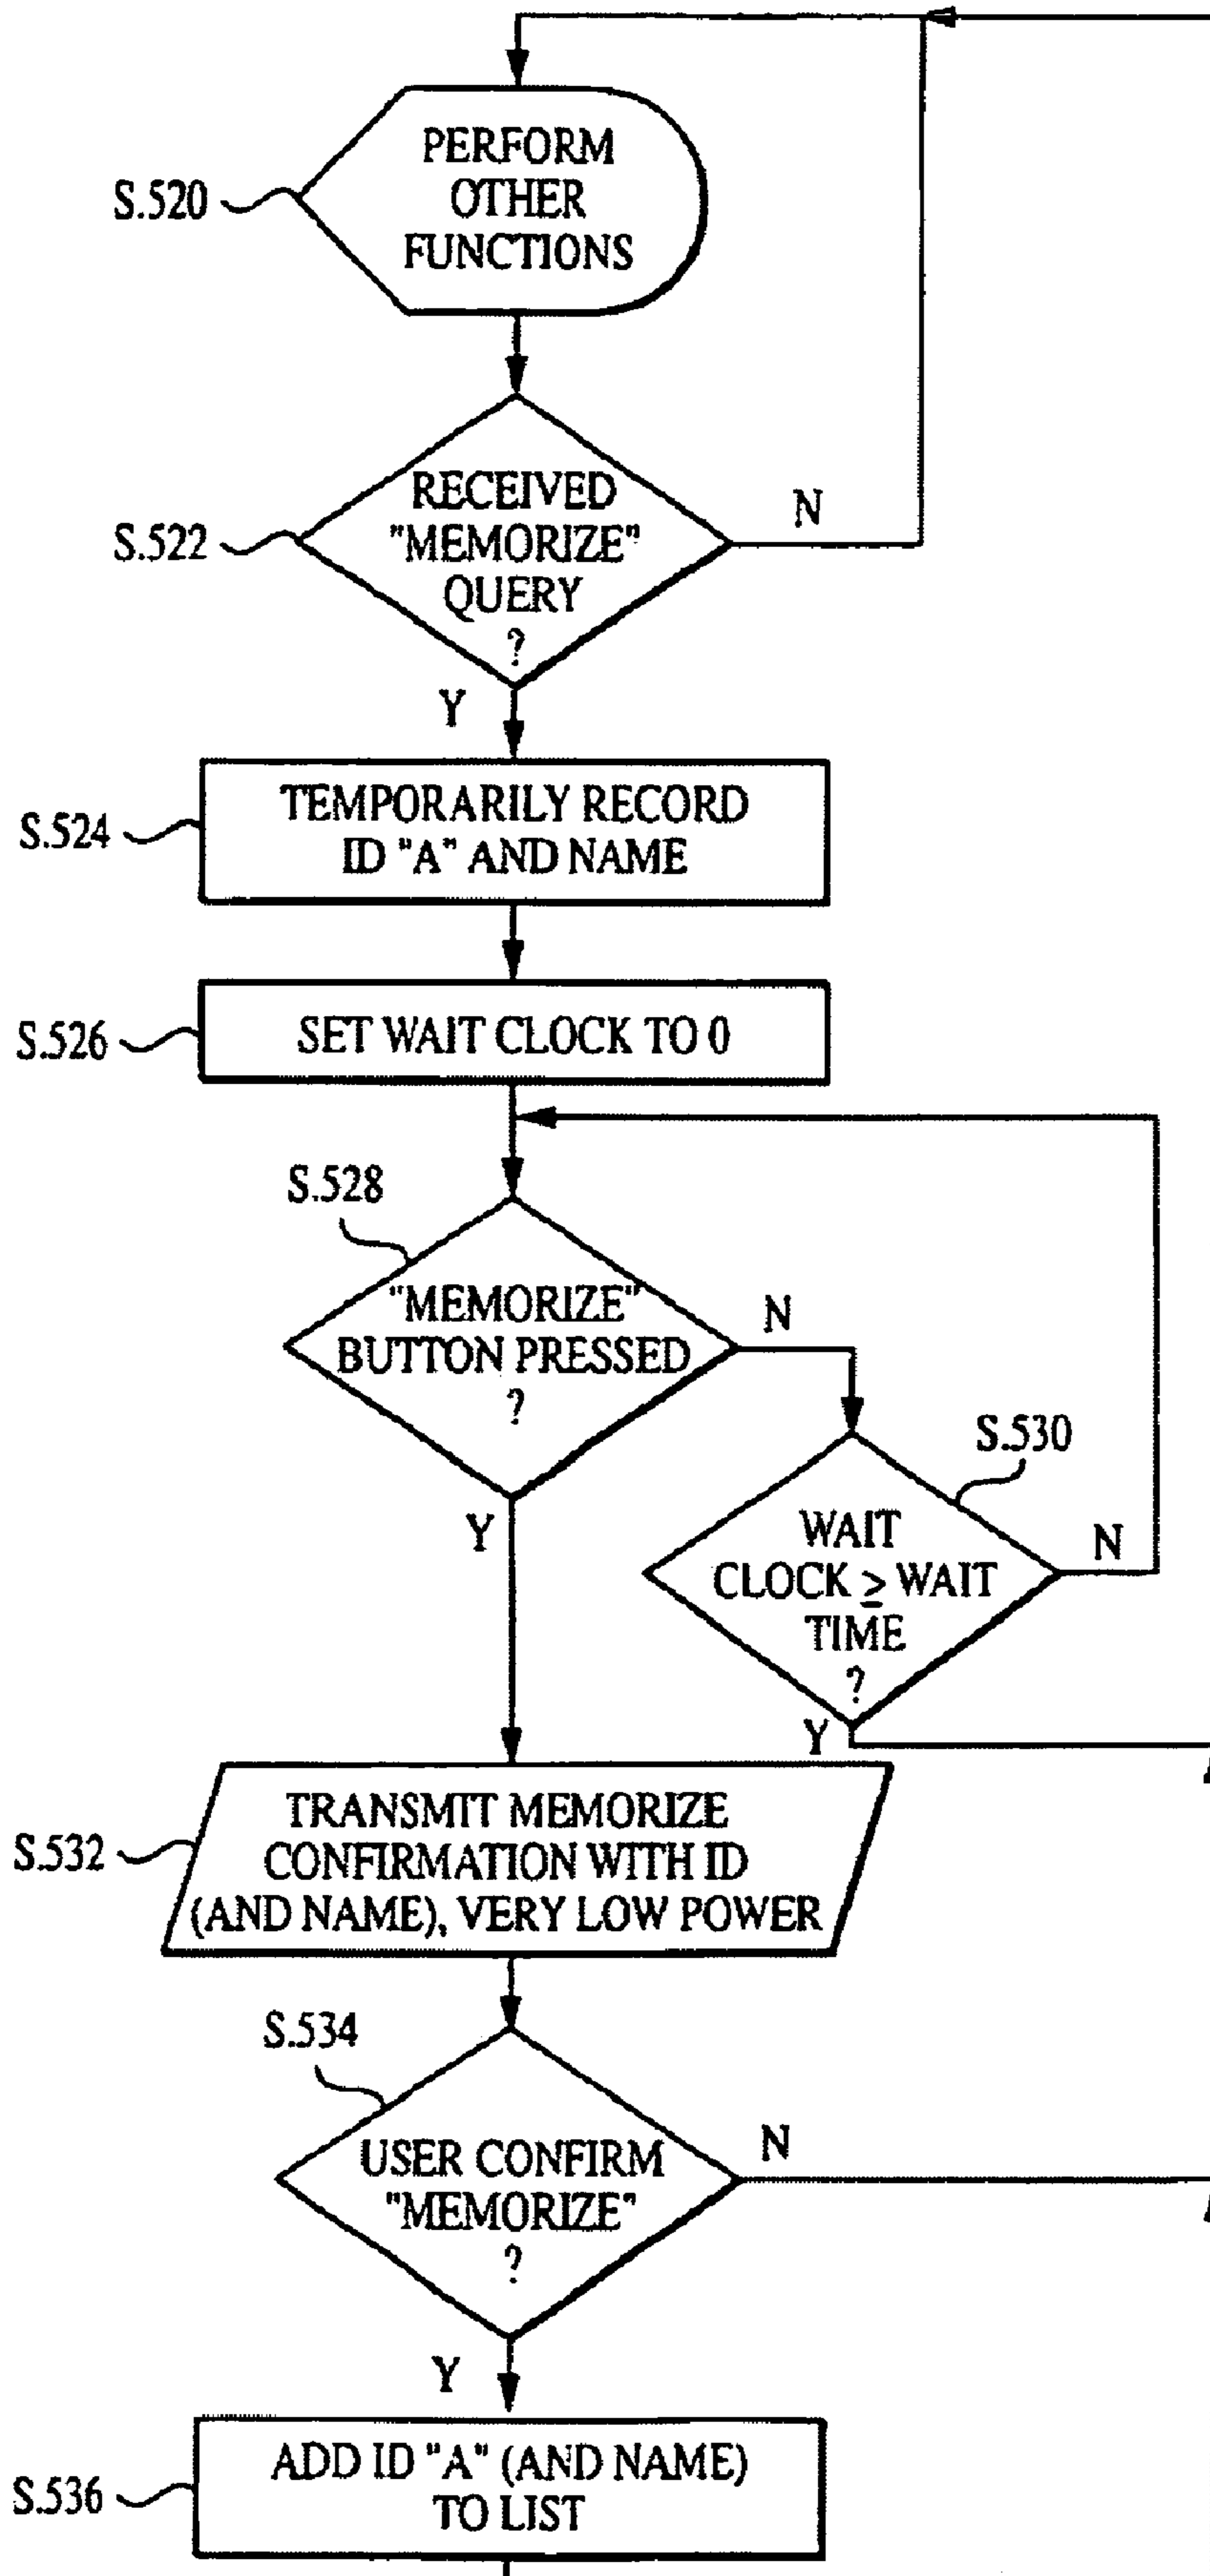 PERFORM
OTHER
FUNCTIONS
S.520
RECEIVED
"MEMORIZE"
QUERY
?
S.522
N
Y
TEMPORARILY RECORD
ID "A" AND NAME
S.524
SET WAIT CLOCK TO 0
S.526
S.528
"MEMORIZE"
BUTTON PRESSED
?
N
Y
S.530
WAIT
CLOCK ≥ WAIT
TIME
?
N
Y
TRANSMIT MEMORIZE
CONFIRMATION WITH ID
(AND NAME), VERY LOW POWER
S.532
S.534
USER CONFIRM
"MEMORIZE"
?
N
Y
ADD ID "A" (AND NAME)
TO LIST
S.536